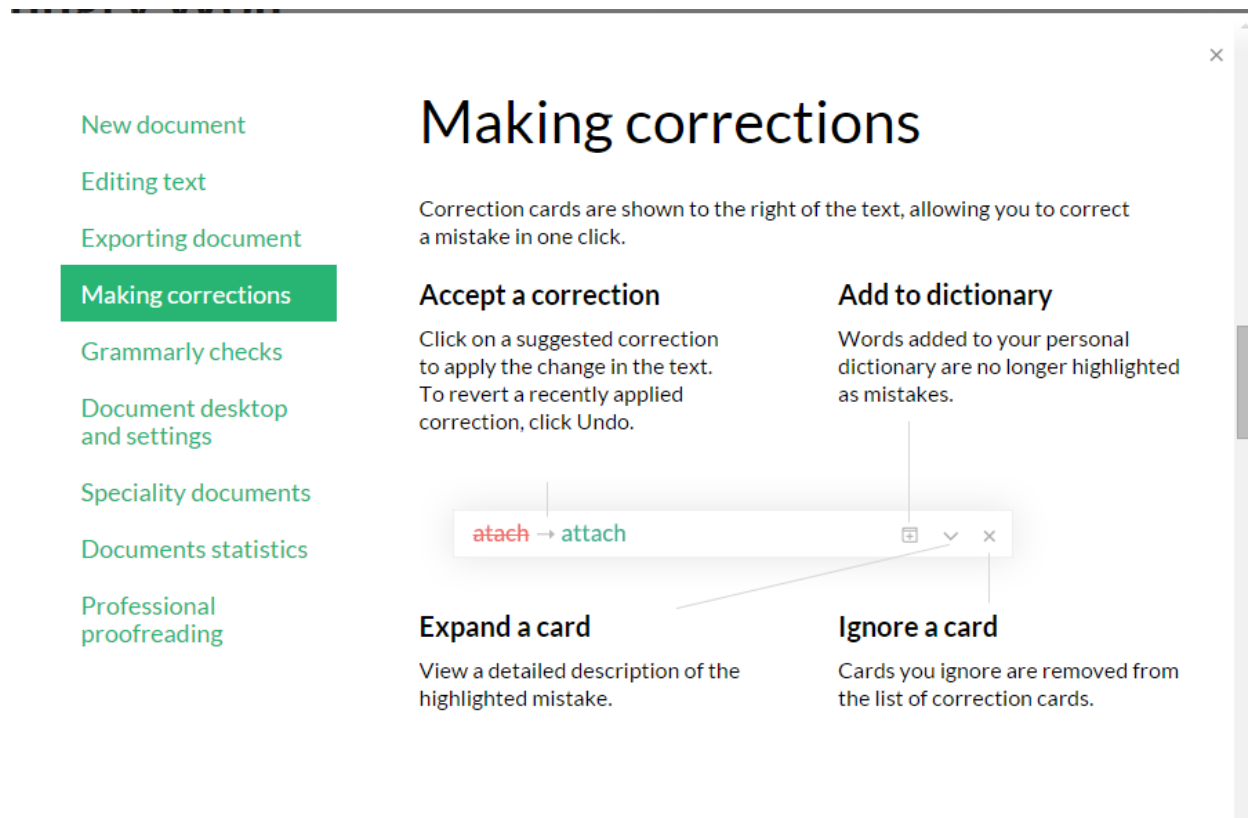 New document
Editing text
Exporting document
Making corrections
Grammarly checks
Document desktop
and settings
Speciality documents
Documents statistics
Professional
proofreading
Making corrections
Correction cards are shown to the right of the text, allowing you to correct
a mistake in one click.
Accept a correction
Click on a suggested correction
to apply the change in the text.
To revert a recently applied
correction, click Undo.
Add to dictionary
Words added to your personal
dictionary are no longer highlighted
as mistakes.
atach → attach
Expand a card
View a detailed description of the
highlighted mistake.
Ignore a card
Cards you ignore are removed from
the list of correction cards.